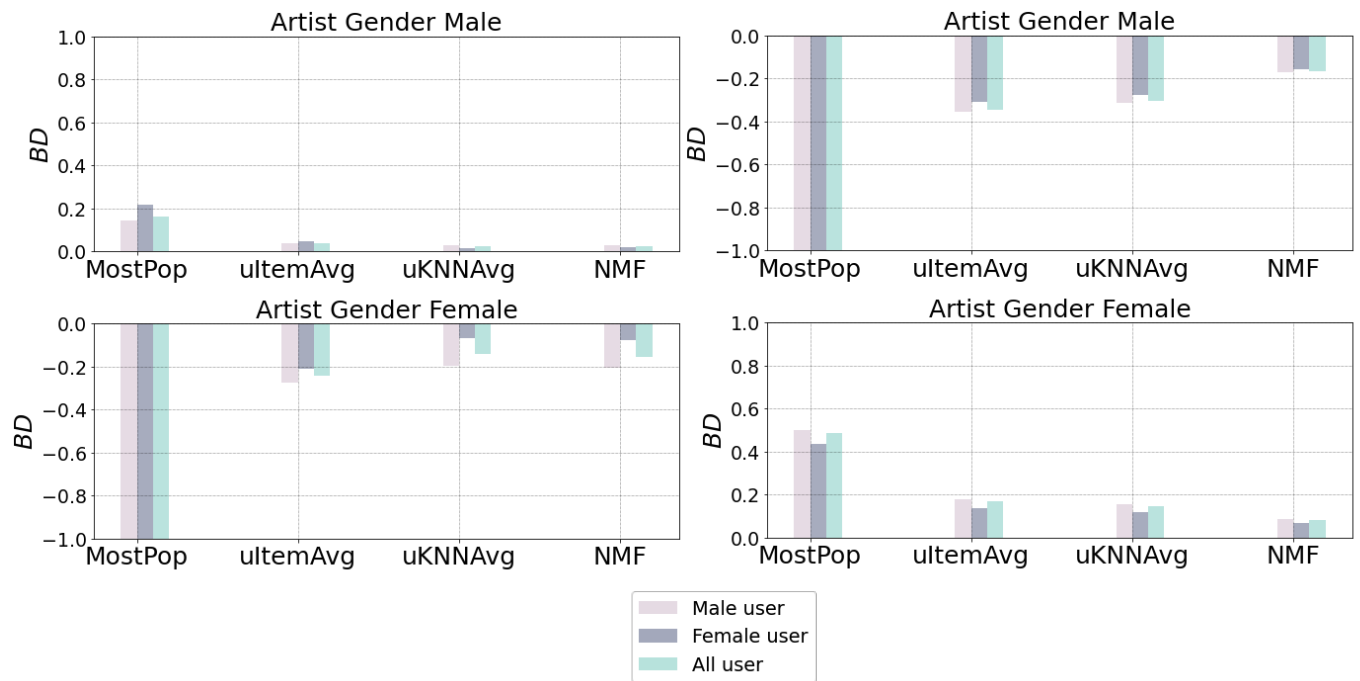 Artist Gender Male
1.0
0.8
0.6
0.4
0.2
0.0
BD
MostPop uItemAvg uKNNAvg NMF
Artist Gender Male
0.0
−0.2
−0.4
−0.6
−0.8
−1.0
BD
MostPop uItemAvg uKNNAvg NMF
Artist Gender Female
0.0
−0.2
−0.4
−0.6
−0.8
−1.0
BD
MostPop uItemAvg uKNNAvg NMF
Artist Gender Female
1.0
0.8
0.6
0.4
0.2
0.0
BD
MostPop uItemAvg uKNNAvg NMF
Male user
Female user
All user